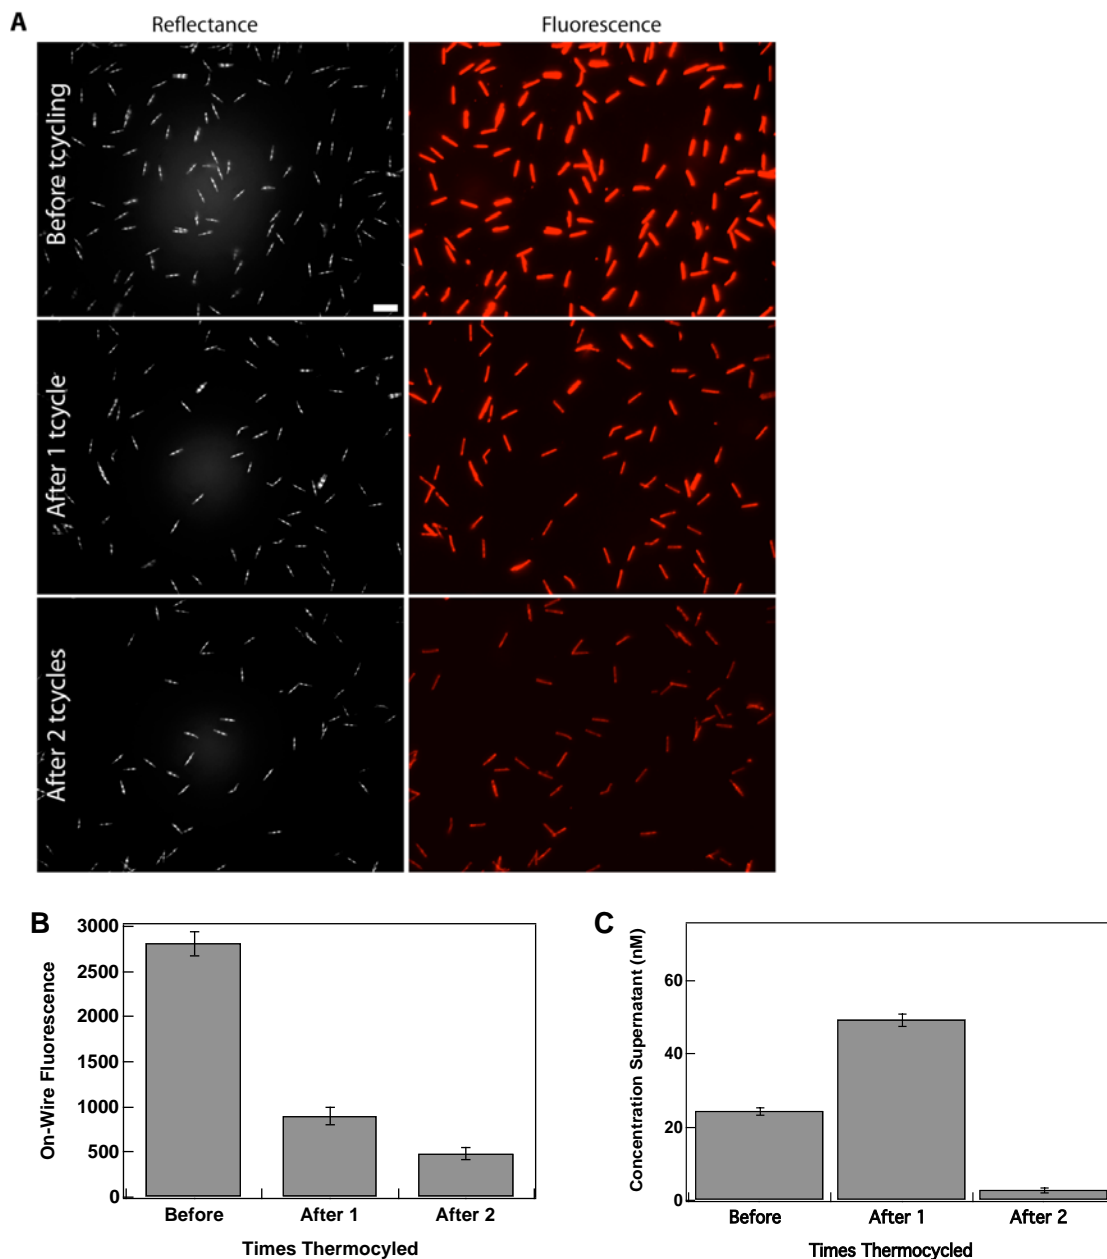 A
Reflectance
Fluorescence
Before tcycling
After 1 tcycle
After 2 tcycles
B
3000
2500
2000
1500
1000
500
0
On-Wire Fluorescence
Before
After 1
After 2
Times Thermocyled
C
60
40
20
0
Concentration Supernatant (nM)
Before
After 1
After 2
Times Thermocycled